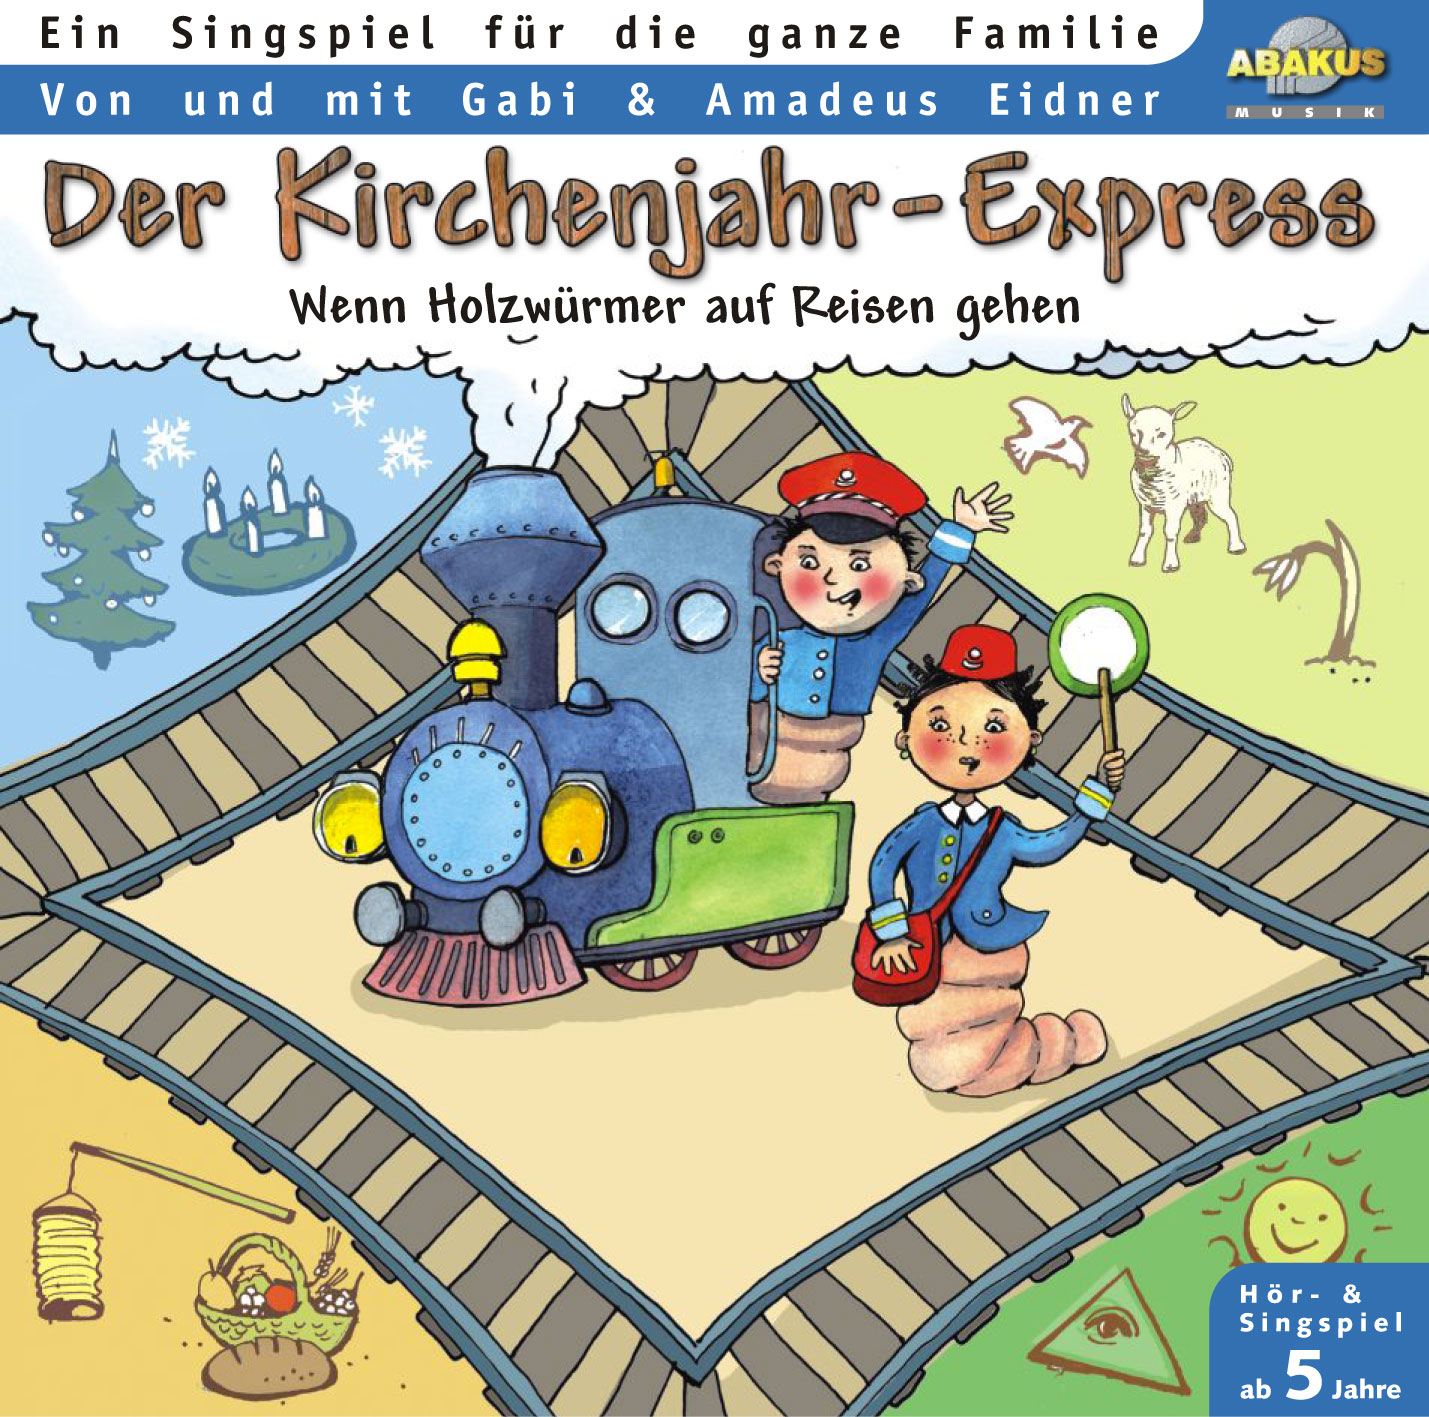 Ein Singspiel für die ganze Familie
Von und mit Gabi & Amadeus Eidner
ABAKUS
MUSIK
Der Kirchenjahr-Express
Wenn Holzwürmer auf Reisen gehen
Hör- &
Singspiel
ab 5 Jahre